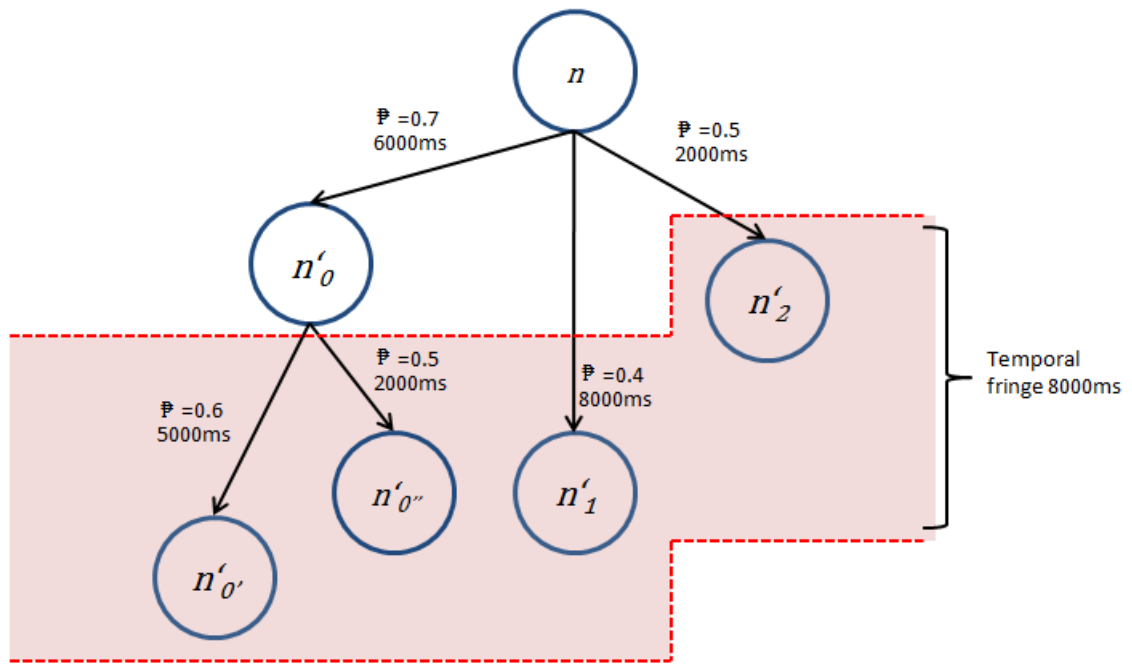 n
₱ =0.7
6000ms
₱ =0.5
2000ms
n‘0
n‘2
₱ =0.5
2000ms
Temporal
fringe 8000ms
₱ =0.4
8000ms
₱ =0.6
5000ms
n‘0’’
n‘1
n‘0’